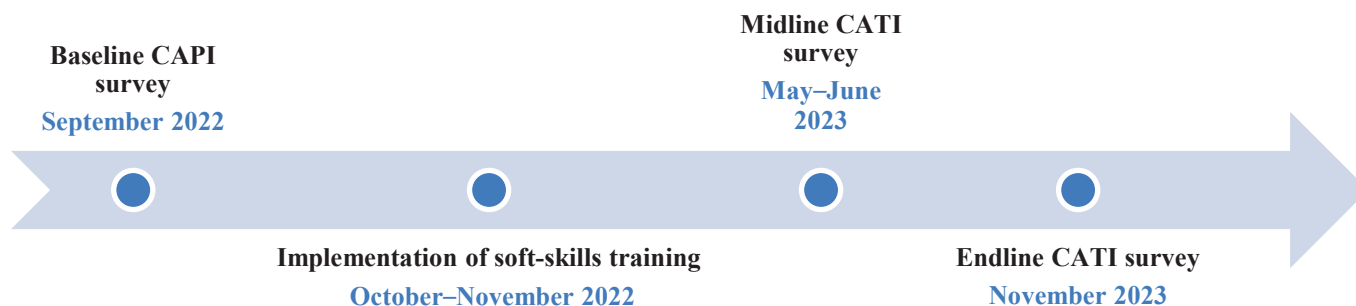 Baseline CAPI
survey
September 2022
Implementation of soft-skills training
October–November 2022
Midline CATI
survey
May–June
2023
Endline CATI survey
November 2023